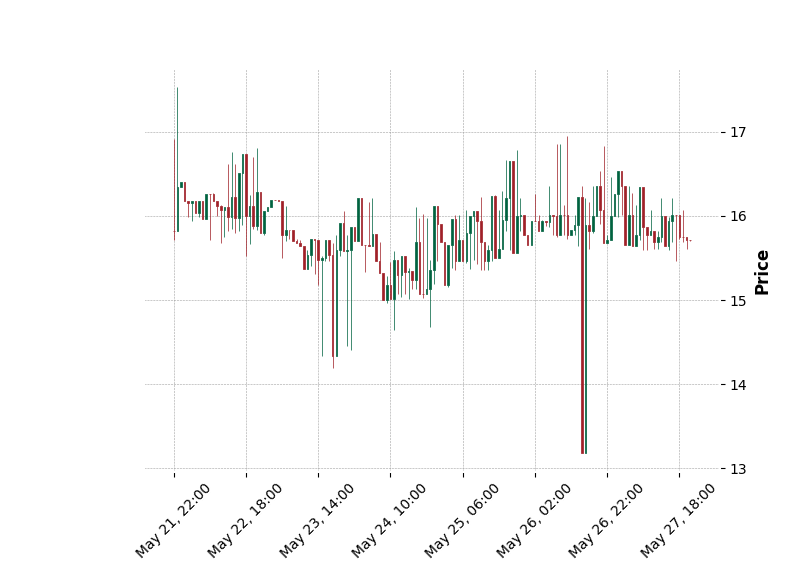 17
16
15
14
13
Price
May 21, 22:00
May 22, 18:00
May 23, 14:00
May 24, 10:00
May 25, 06:00
May 26, 02:00
May 26, 22:00
May 27, 18:00